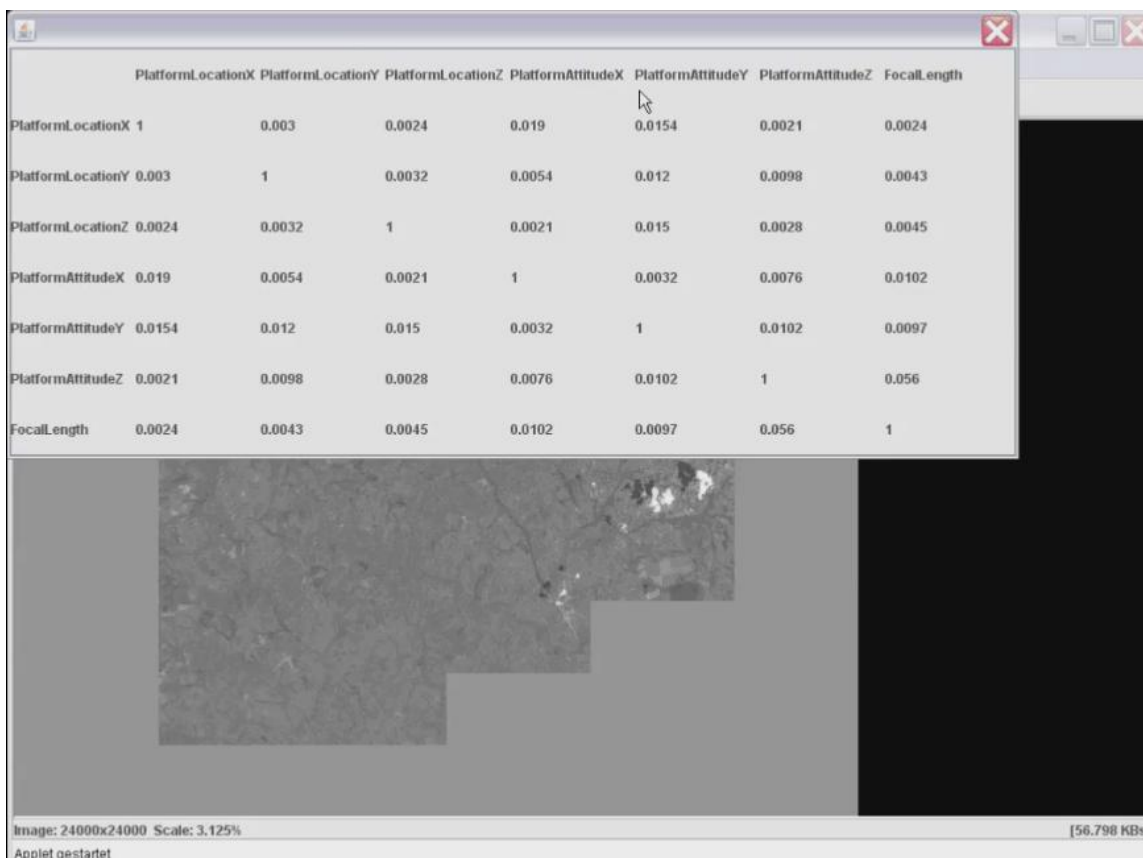 PlatformLocationX PlatformLocationY PlatformLocationZ PlatformAttitudeX PlatformAttitudeY PlatformAttitudeZ FocalLength
PlatformLocationX 1 0.003 0.0024 0.019 0.0154 0.0021 0.0024
PlatformLocationY 0.003 1 0.0032 0.0054 0.012 0.0098 0.0043
PlatformLocationZ 0.0024 0.0032 1 0.0021 0.015 0.0028 0.0045
PlatformAttitudeX 0.019 0.0054 0.0021 1 0.0032 0.0076 0.0102
PlatformAttitudeY 0.0154 0.012 0.015 0.0032 1 0.0102 0.0097
PlatformAttitudeZ 0.0021 0.0098 0.0028 0.0076 0.0102 1 0.056
FocalLength 0.0024 0.0043 0.0045 0.0102 0.0097 0.056 1
Image: 24000x24000 Scale: 3.125% [56.798 KBs
Applet gestartet